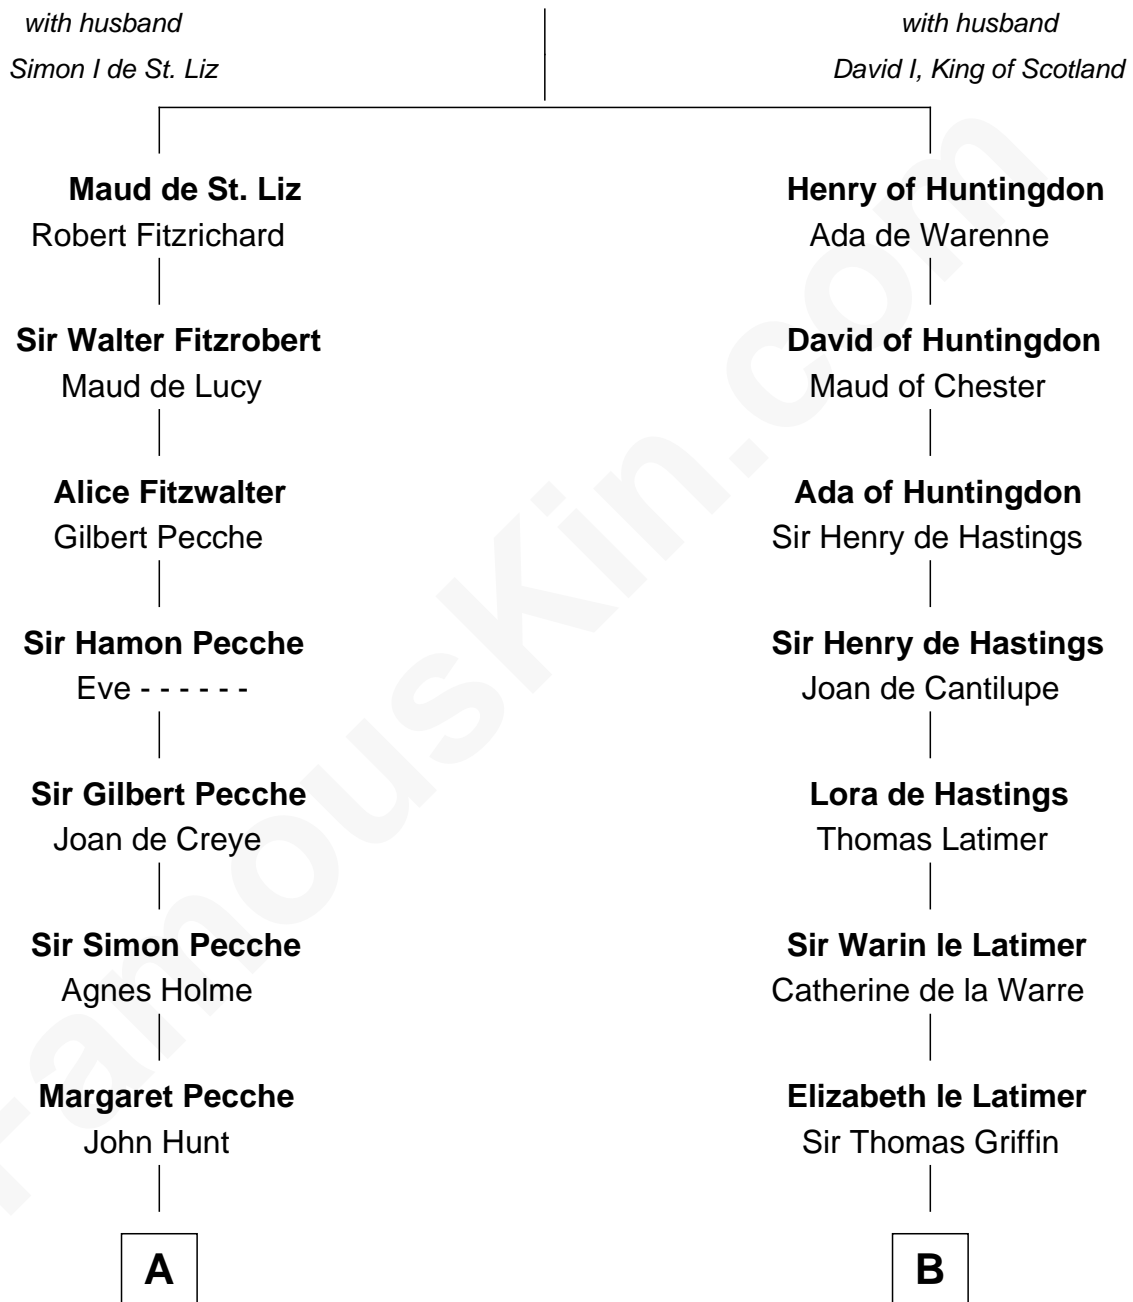 with husband
Simon I de St. Liz
with husband
David I, King of Scotland
Maud de St. Liz
Robert Fitzrichard
Henry of Huntingdon
Ada de Warenne
Sir Walter Fitzrobert
Maud de Lucy
David of Huntingdon
Maud of Chester
Alice Fitzwalter
Gilbert Pecche
Ada of Huntingdon
Sir Henry de Hastings
Sir Hamon Pecche
Eve - - - - - -
Sir Henry de Hastings
Joan de Cantilupe
Sir Gilbert Pecche
Joan de Creye
Lora de Hastings
Thomas Latimer
Sir Simon Pecche
Agnes Holme
Sir Warin le Latimer
Catherine de la Warre
Margaret Pecche
John Hunt
Elizabeth le Latimer
Sir Thomas Griffin
A
B
FamousKin.com